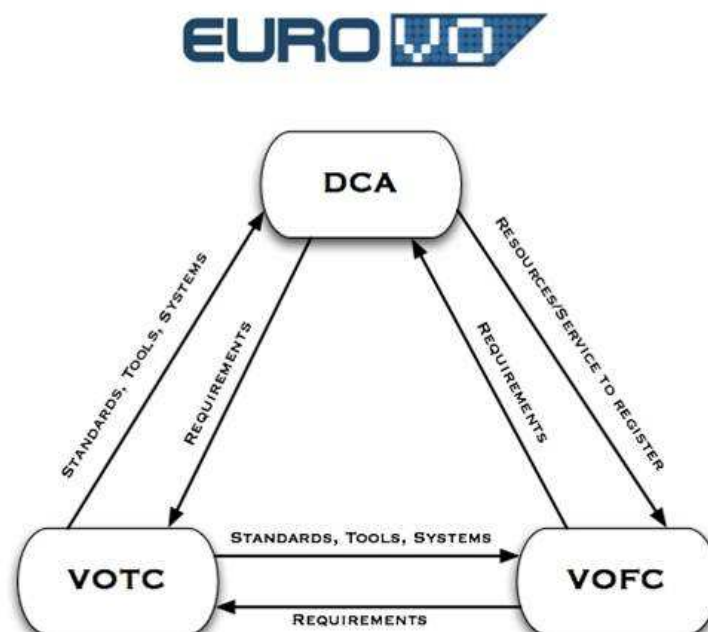 EURO VO
DCA
STANDARDS, TOOLS, SYSTEMS
REQUIREMENTS
REQUIREMENTS
RESOURCES/SERVICE TO REGISTER
VOTC
STANDARDS, TOOLS, SYSTEMS
REQUIREMENTS
VOFC